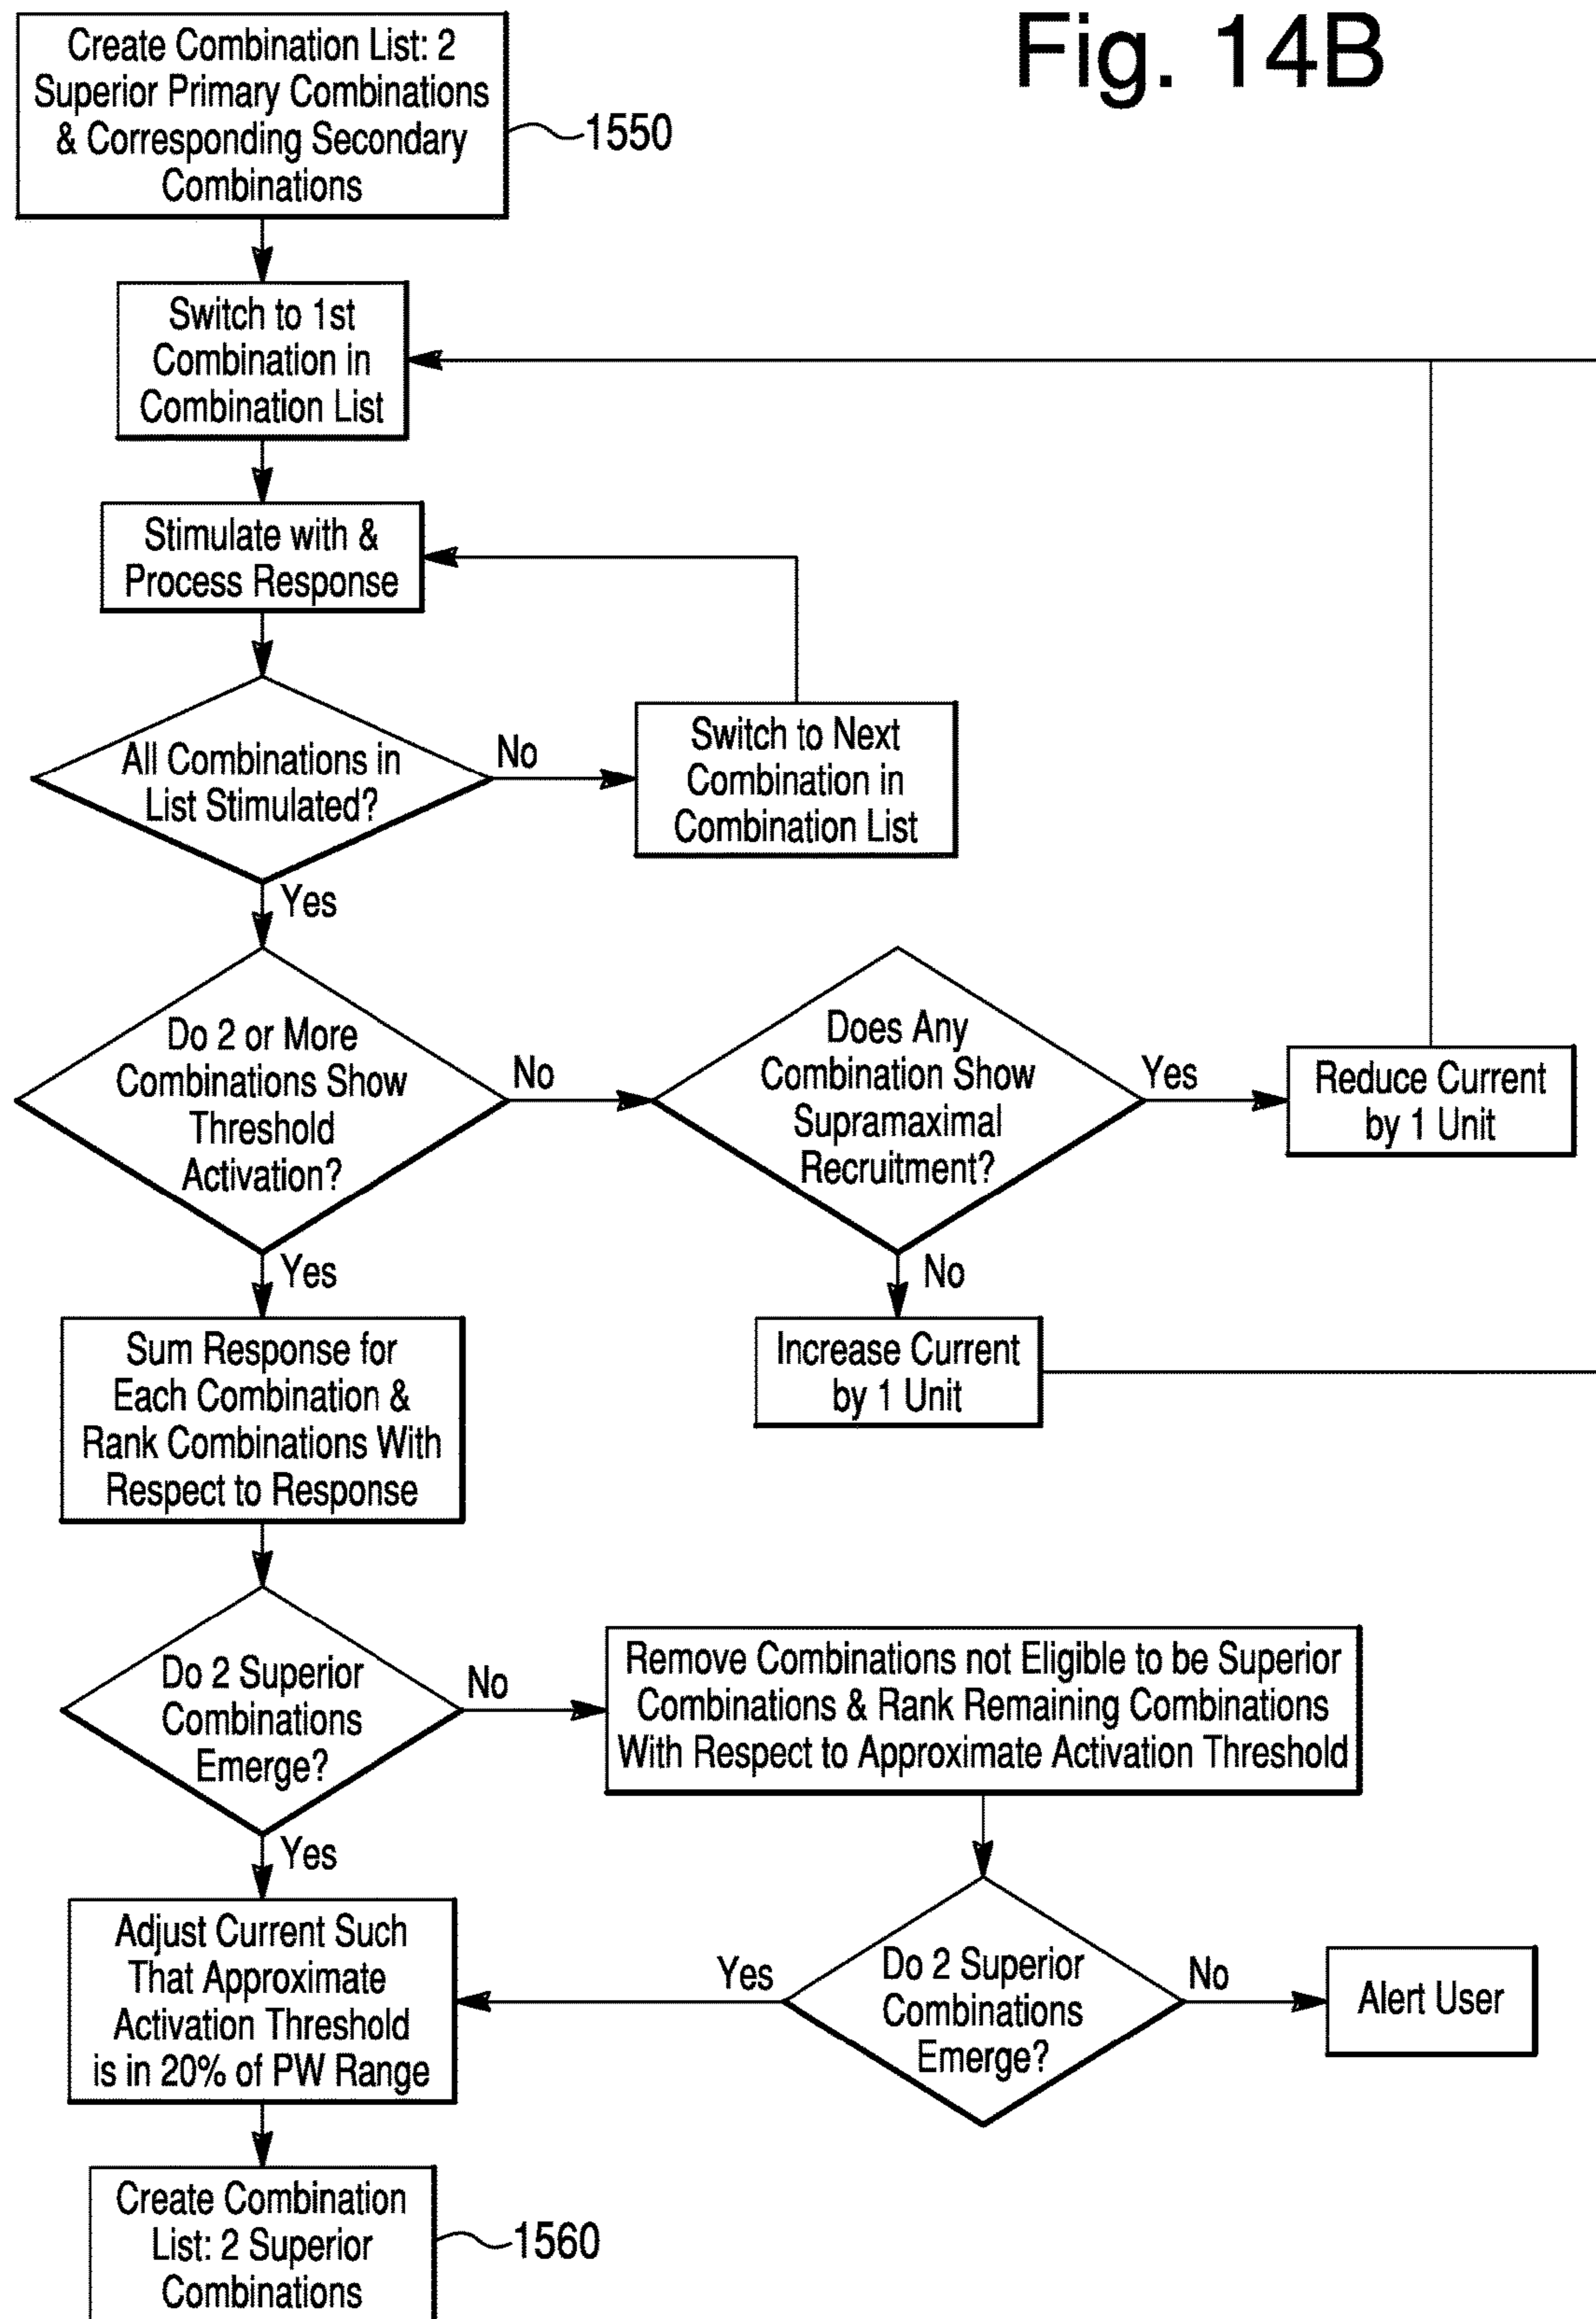 Fig. 14B
Create Combination List: 2
Superior Primary Combinations
& Corresponding Secondary
Combinations
1550
Switch to 1st
Combination in
Combination List
Stimulate with &
Process Response
All Combinations in
List Stimulated?
No
Switch to Next
Combination in
Combination List
Yes
Do 2 or More
Combinations Show
Threshold
Activation?
No
Does Any
Combination Show
Supramaximal
Recruitment?
Yes
Reduce Current
by 1 Unit
No
Increase Current
by 1 Unit
Yes
Sum Response for
Each Combination &
Rank Combinations With
Respect to Response
Do 2 Superior
Combinations
Emerge?
No
Remove Combinations not Eligible to be Superior
Combinations & Rank Remaining Combinations
With Respect to Approximate Activation Threshold
Yes
Do 2 Superior
Combinations
Emerge?
Yes
No
Alert User
Adjust Current Such
That Approximate
Activation Threshold
is in 20% of PW Range
Create Combination
List: 2 Superior
Combinations
1560